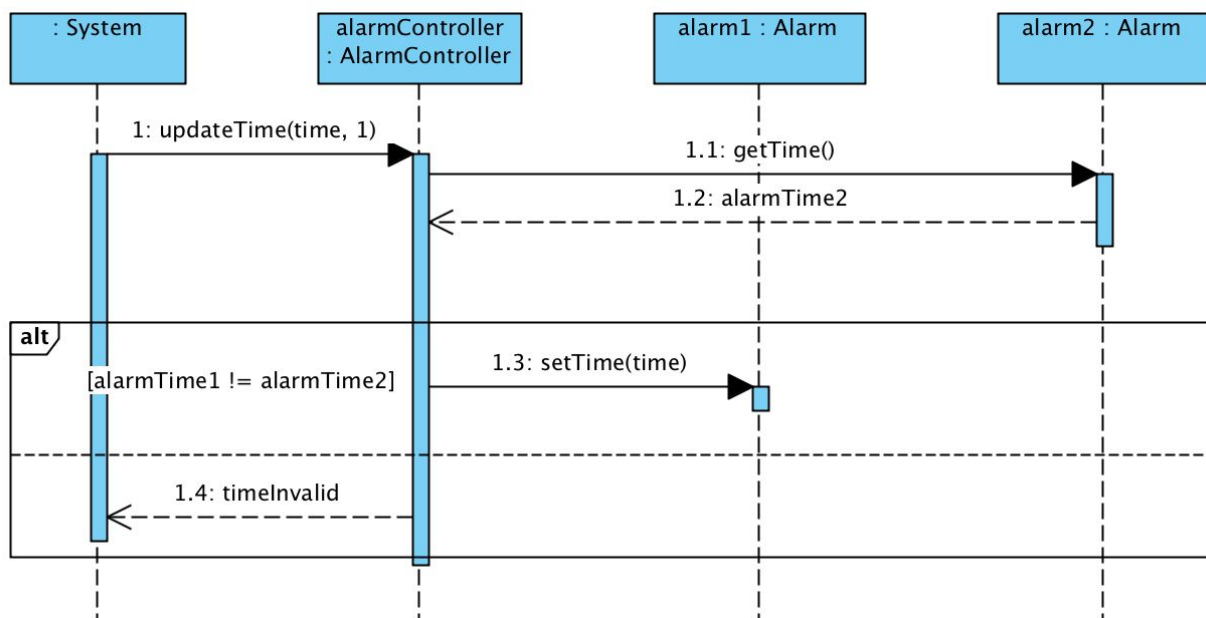 : System
alarmController
: AlarmController
alarm1 : Alarm
alarm2 : Alarm
1: updateTime(time, 1)
1.1: getTime()
1.2: alarmTime2
alt
1.3: setTime(time)
[alarmTime1 != alarmTime2]
1.4: timeInvalid